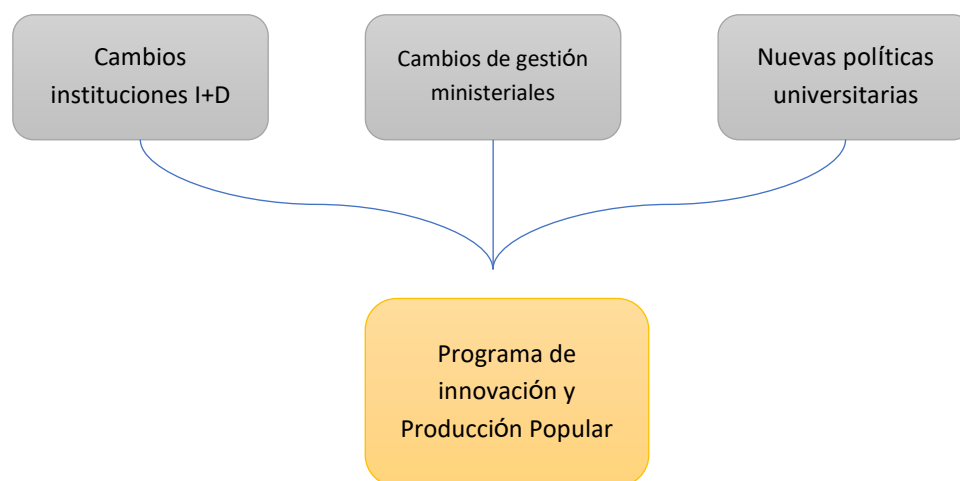 Cambios
instituciones I+D
Cambios de gestión
ministeriales
Nuevas políticas
universitarias
Programa de
innovación y
Producción Popular